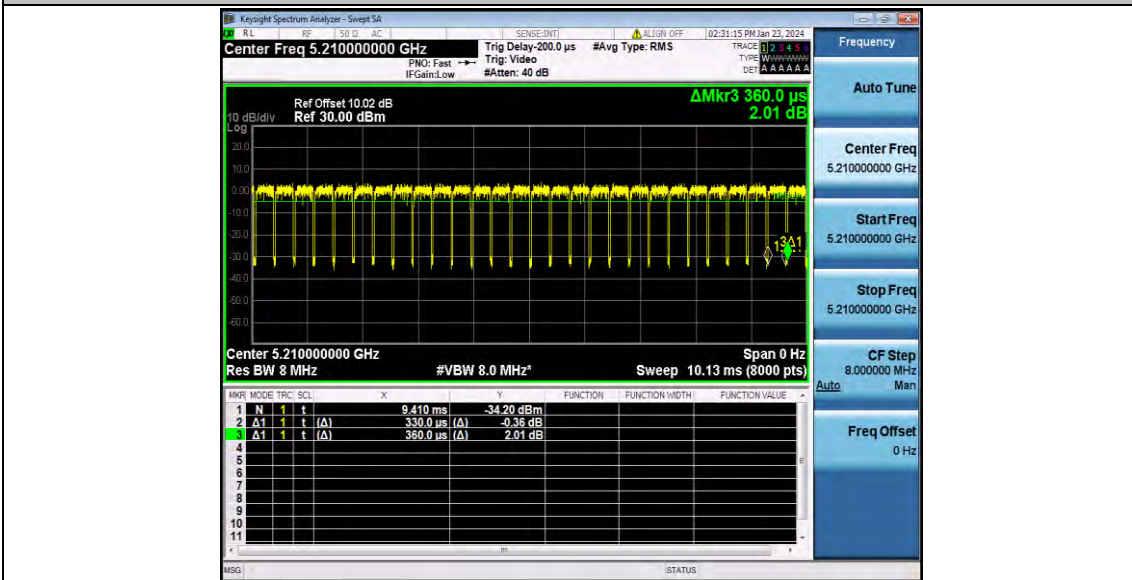 Keysight Spectrum Analyzer - Swept SA
RL RF 50 Ω AC SENSE:INT ALIGN OFF 02:31:15 PM Jan 23, 2024
Center Freq 5.210000000 GHz
PNO: Fast
IFGain:Low
Trig Delay-200.0 µs
Trig: Video
#Atten: 40 dB
#Avg Type: RMS
TRACE 1 2 3 4 5 6
TYPE
DET A A A A A A
Frequency
Auto Tune
Center Freq
5.210000000 GHz
Start Freq
5.210000000 GHz
Stop Freq
5.210000000 GHz
CF Step
8.000000 MHz
Auto Man
Freq Offset
0 Hz
ΔMkr3 360.0 µs
2.01 dB
Ref Offset 10.02 dB
10 dB/div Ref 30.00 dBm
Log
20.0
10.0
0.00
-10.0
-20.0
-30.0
-40.0
-50.0
-60.0
3Δ1
Center 5.210000000 GHz Span 0 Hz
Res BW 8 MHz #VBW 8.0 MHz* Sweep 10.13 ms (8000 pts)
MKR MODE TRC SCL X Y FUNCTION FUNCTION WIDTH FUNCTION VALUE
1 N 1 t 9.410 ms -34.20 dBm
2 Δ1 1 t (Δ) 330.0 µs (Δ) -0.36 dB
3 Δ1 1 t (Δ) 360.0 µs (Δ) 2.01 dB
4
5
6
7
8
9
10
11
MSG STATUS